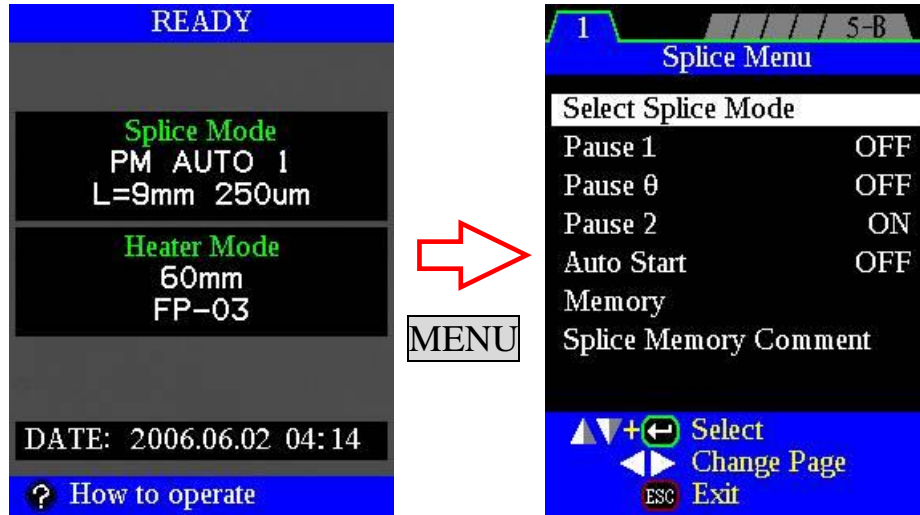 READY
Splice Mode
PM AUTO 1
L=9mm 250um
Heater Mode
60mm
FP-03
DATE: 2006.06.02 04:14
? How to operate
MENU
1 5-B
Splice Menu
Select Splice Mode
Pause 1 OFF
Pause θ OFF
Pause 2 ON
Auto Start OFF
Memory
Splice Memory Comment
+ Select
Change Page
ESC Exit